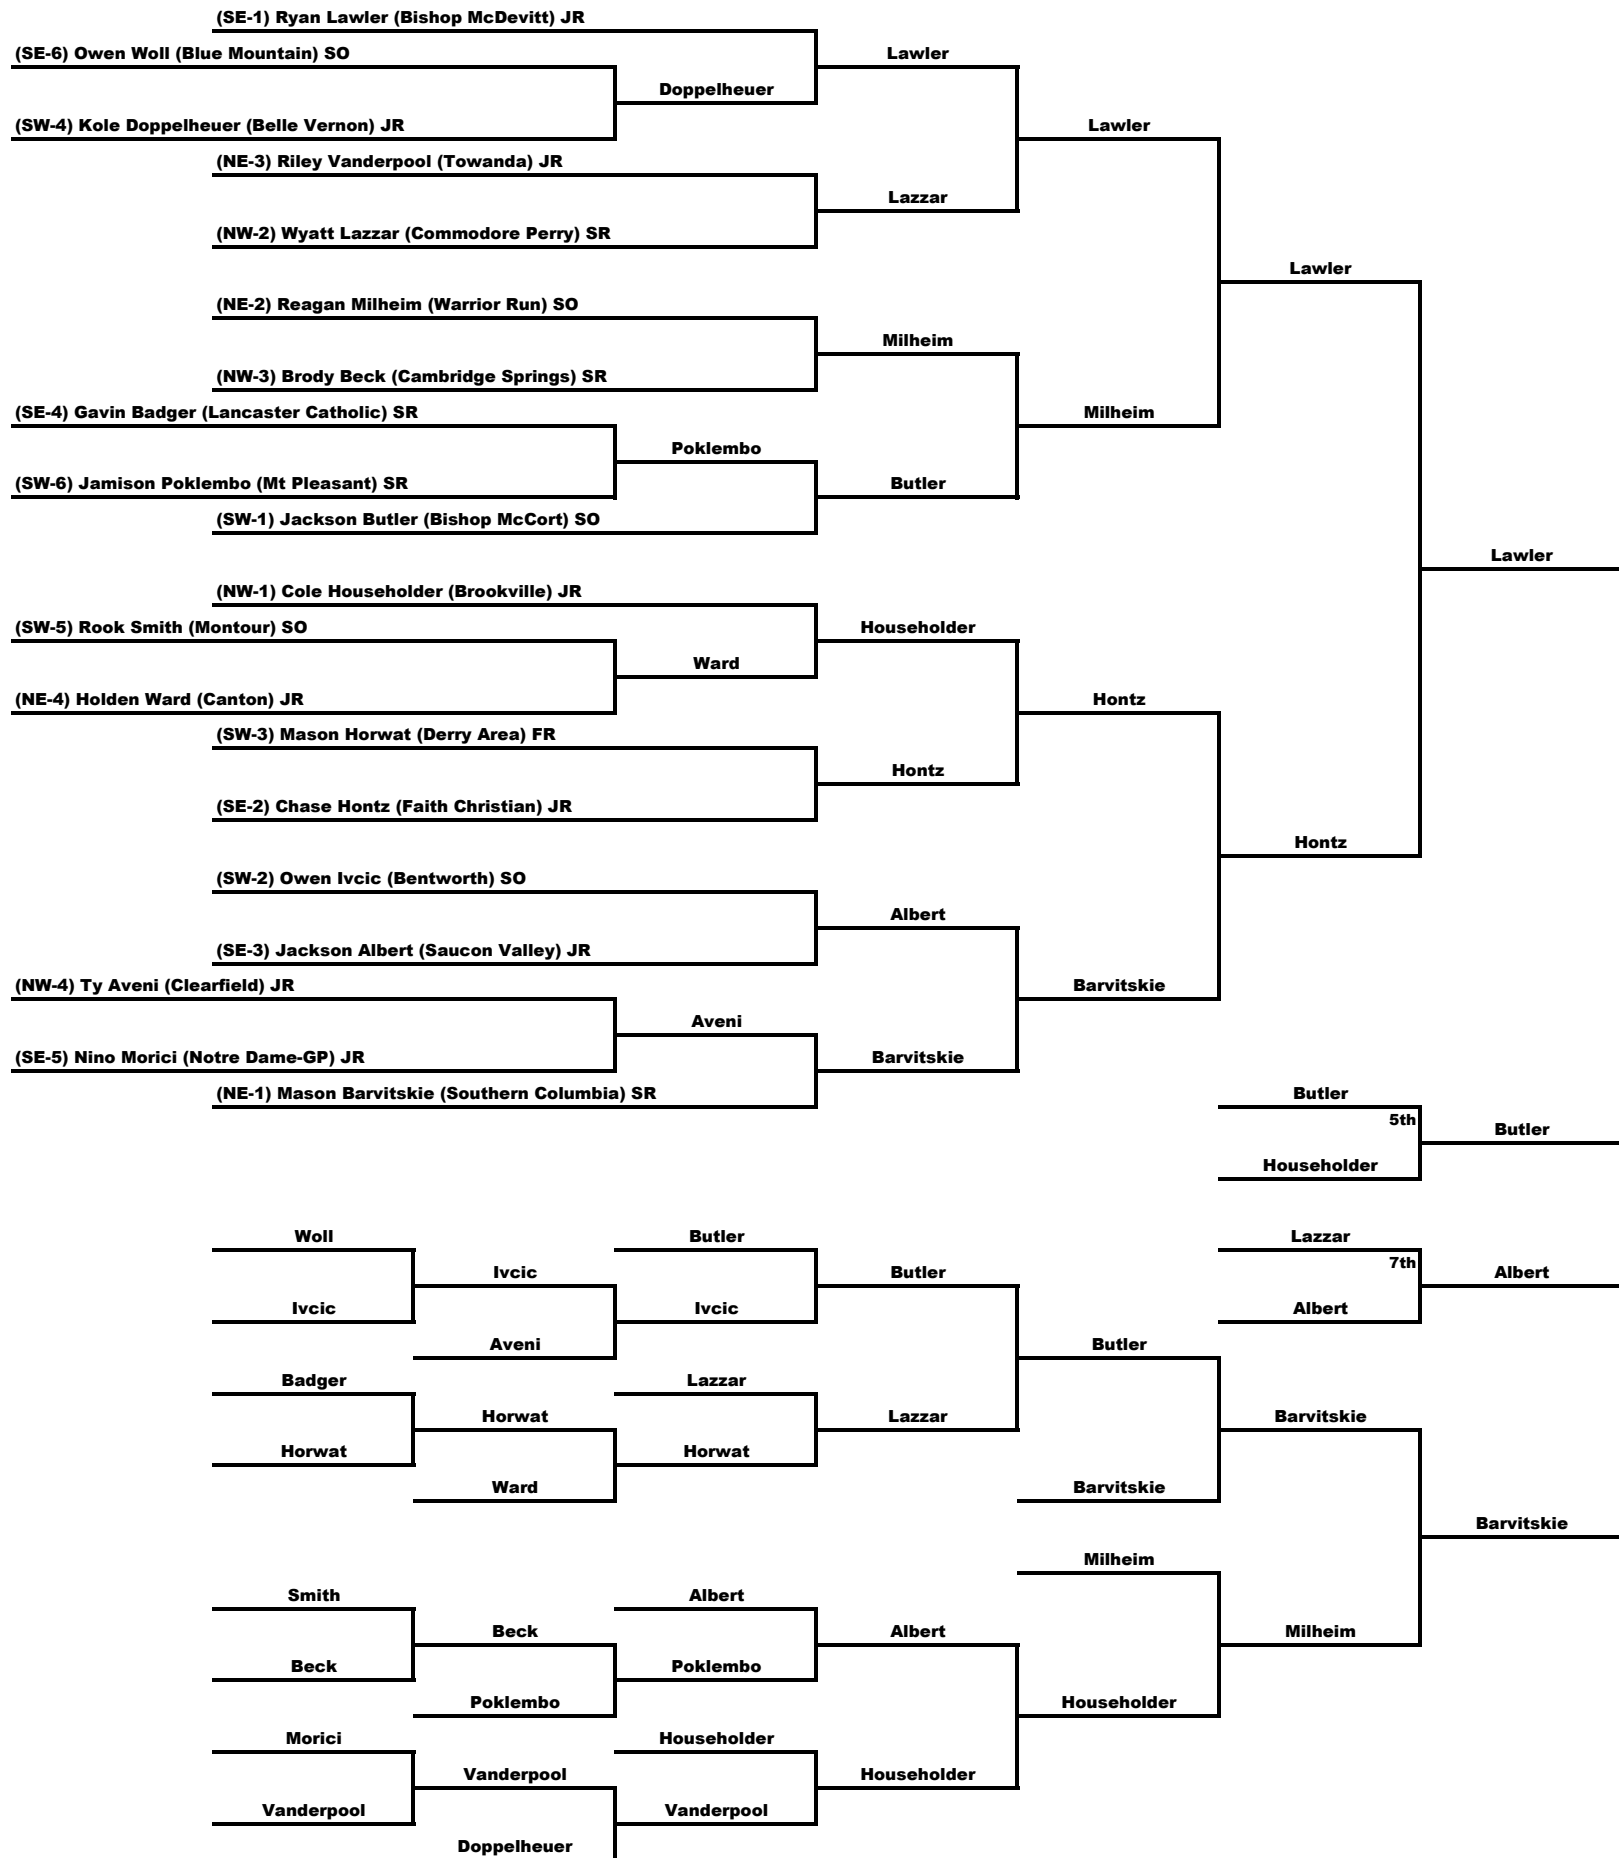 (SE-1) Ryan Lawler (Bishop McDevitt) JR
(SE-6) Owen Woll (Blue Mountain) SO
Lawler
Doppelheuer
(SW-4) Kole Doppelheuer (Belle Vernon) JR
Lawler
(NE-3) Riley Vanderpool (Towanda) JR
Lazzar
(NW-2) Wyatt Lazzar (Commodore Perry) SR
Lawler
(NE-2) Reagan Milheim (Warrior Run) SO
Milheim
(NW-3) Brody Beck (Cambridge Springs) SR
(SE-4) Gavin Badger (Lancaster Catholic) SR
Milheim
Poklembo
(SW-6) Jamison Poklembo (Mt Pleasant) SR
Butler
(SW-1) Jackson Butler (Bishop McCort) SO
Lawler
(NW-1) Cole Householder (Brookville) JR
(SW-5) Rook Smith (Montour) SO
Householder
Ward
(NE-4) Holden Ward (Canton) JR
Hontz
(SW-3) Mason Horwat (Derry Area) FR
Hontz
(SE-2) Chase Hontz (Faith Christian) JR
Hontz
(SW-2) Owen Ivcic (Bentworth) SO
Albert
(SE-3) Jackson Albert (Saucon Valley) JR
(NW-4) Ty Aveni (Clearfield) JR
Barvitskie
Aveni
(SE-5) Nino Morici (Notre Dame-GP) JR
Barvitskie
(NE-1) Mason Barvitskie (Southern Columbia) SR
Butler
5th
Butler
Householder
Woll
Butler
Lazzar
7th
Ivcic
Butler
Albert
Ivcic
Ivcic
Albert
Aveni
Butler
Badger
Lazzar
Horwat
Lazzar
Barvitskie
Horwat
Horwat
Ward
Barvitskie
Barvitskie
Milheim
Smith
Albert
Beck
Albert
Milheim
Beck
Poklembo
Poklembo
Householder
Morici
Householder
Vanderpool
Householder
Vanderpool
Vanderpool
Doppelheuer